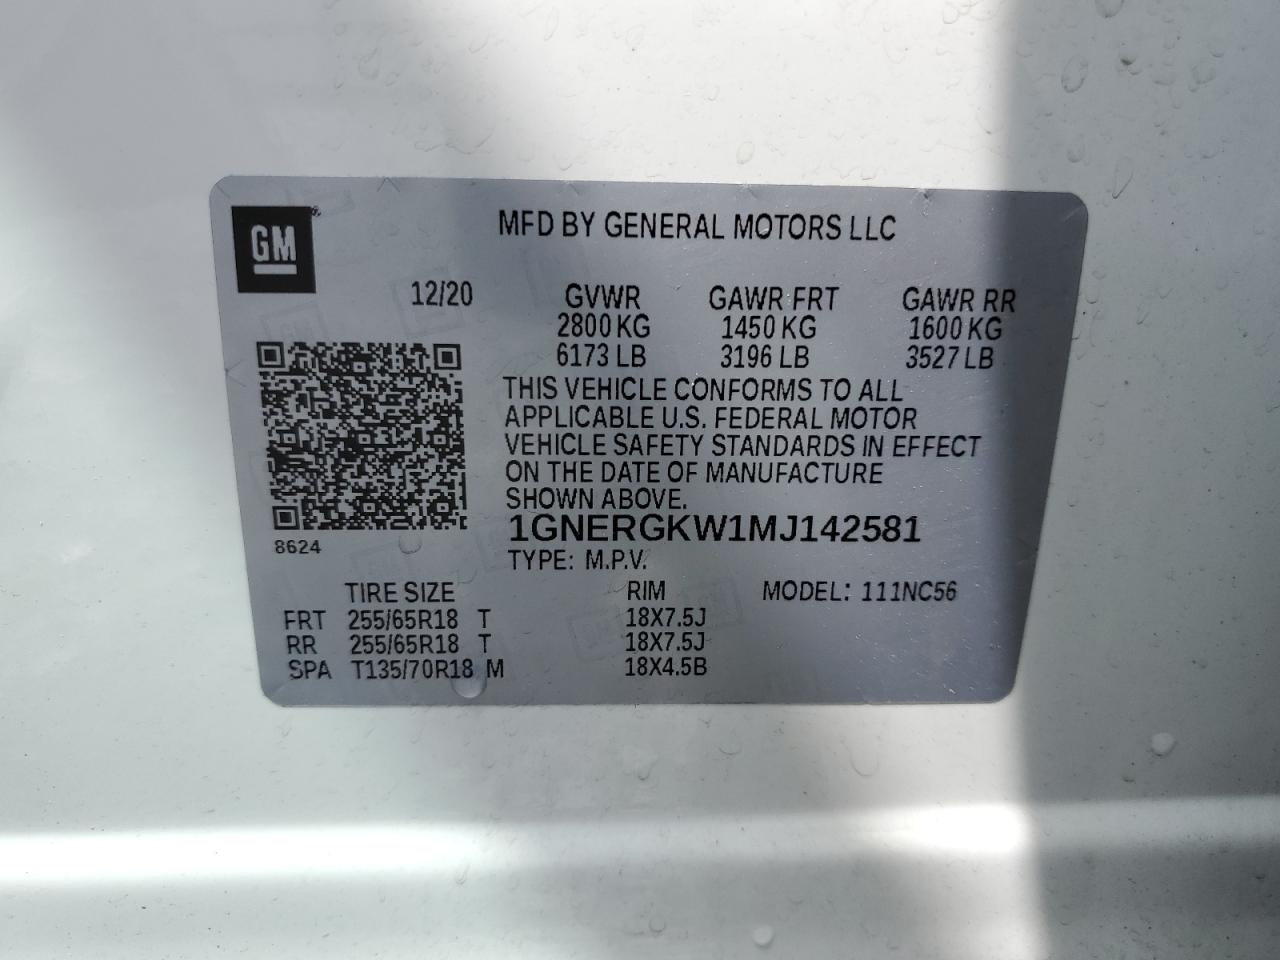 GM
MFD BY GENERAL MOTORS LLC
12/20 GVWR GAWR FRT GAWR RR
2800 KG 1450 KG 1600 KG
6173 LB 3196 LB 3527 LB
THIS VEHICLE CONFORMS TO ALL
APPLICABLE U.S. FEDERAL MOTOR
VEHICLE SAFETY STANDARDS IN EFFECT
ON THE DATE OF MANUFACTURE
SHOWN ABOVE.
1GNERGKW1MJ142581
8624
TYPE: M.P.V.
TIRE SIZE RIM MODEL: 111NC56
FRT 255/65R18 T 18X7.5J
RR 255/65R18 T 18X7.5J
SPA T135/70R18 M 18X4.5B